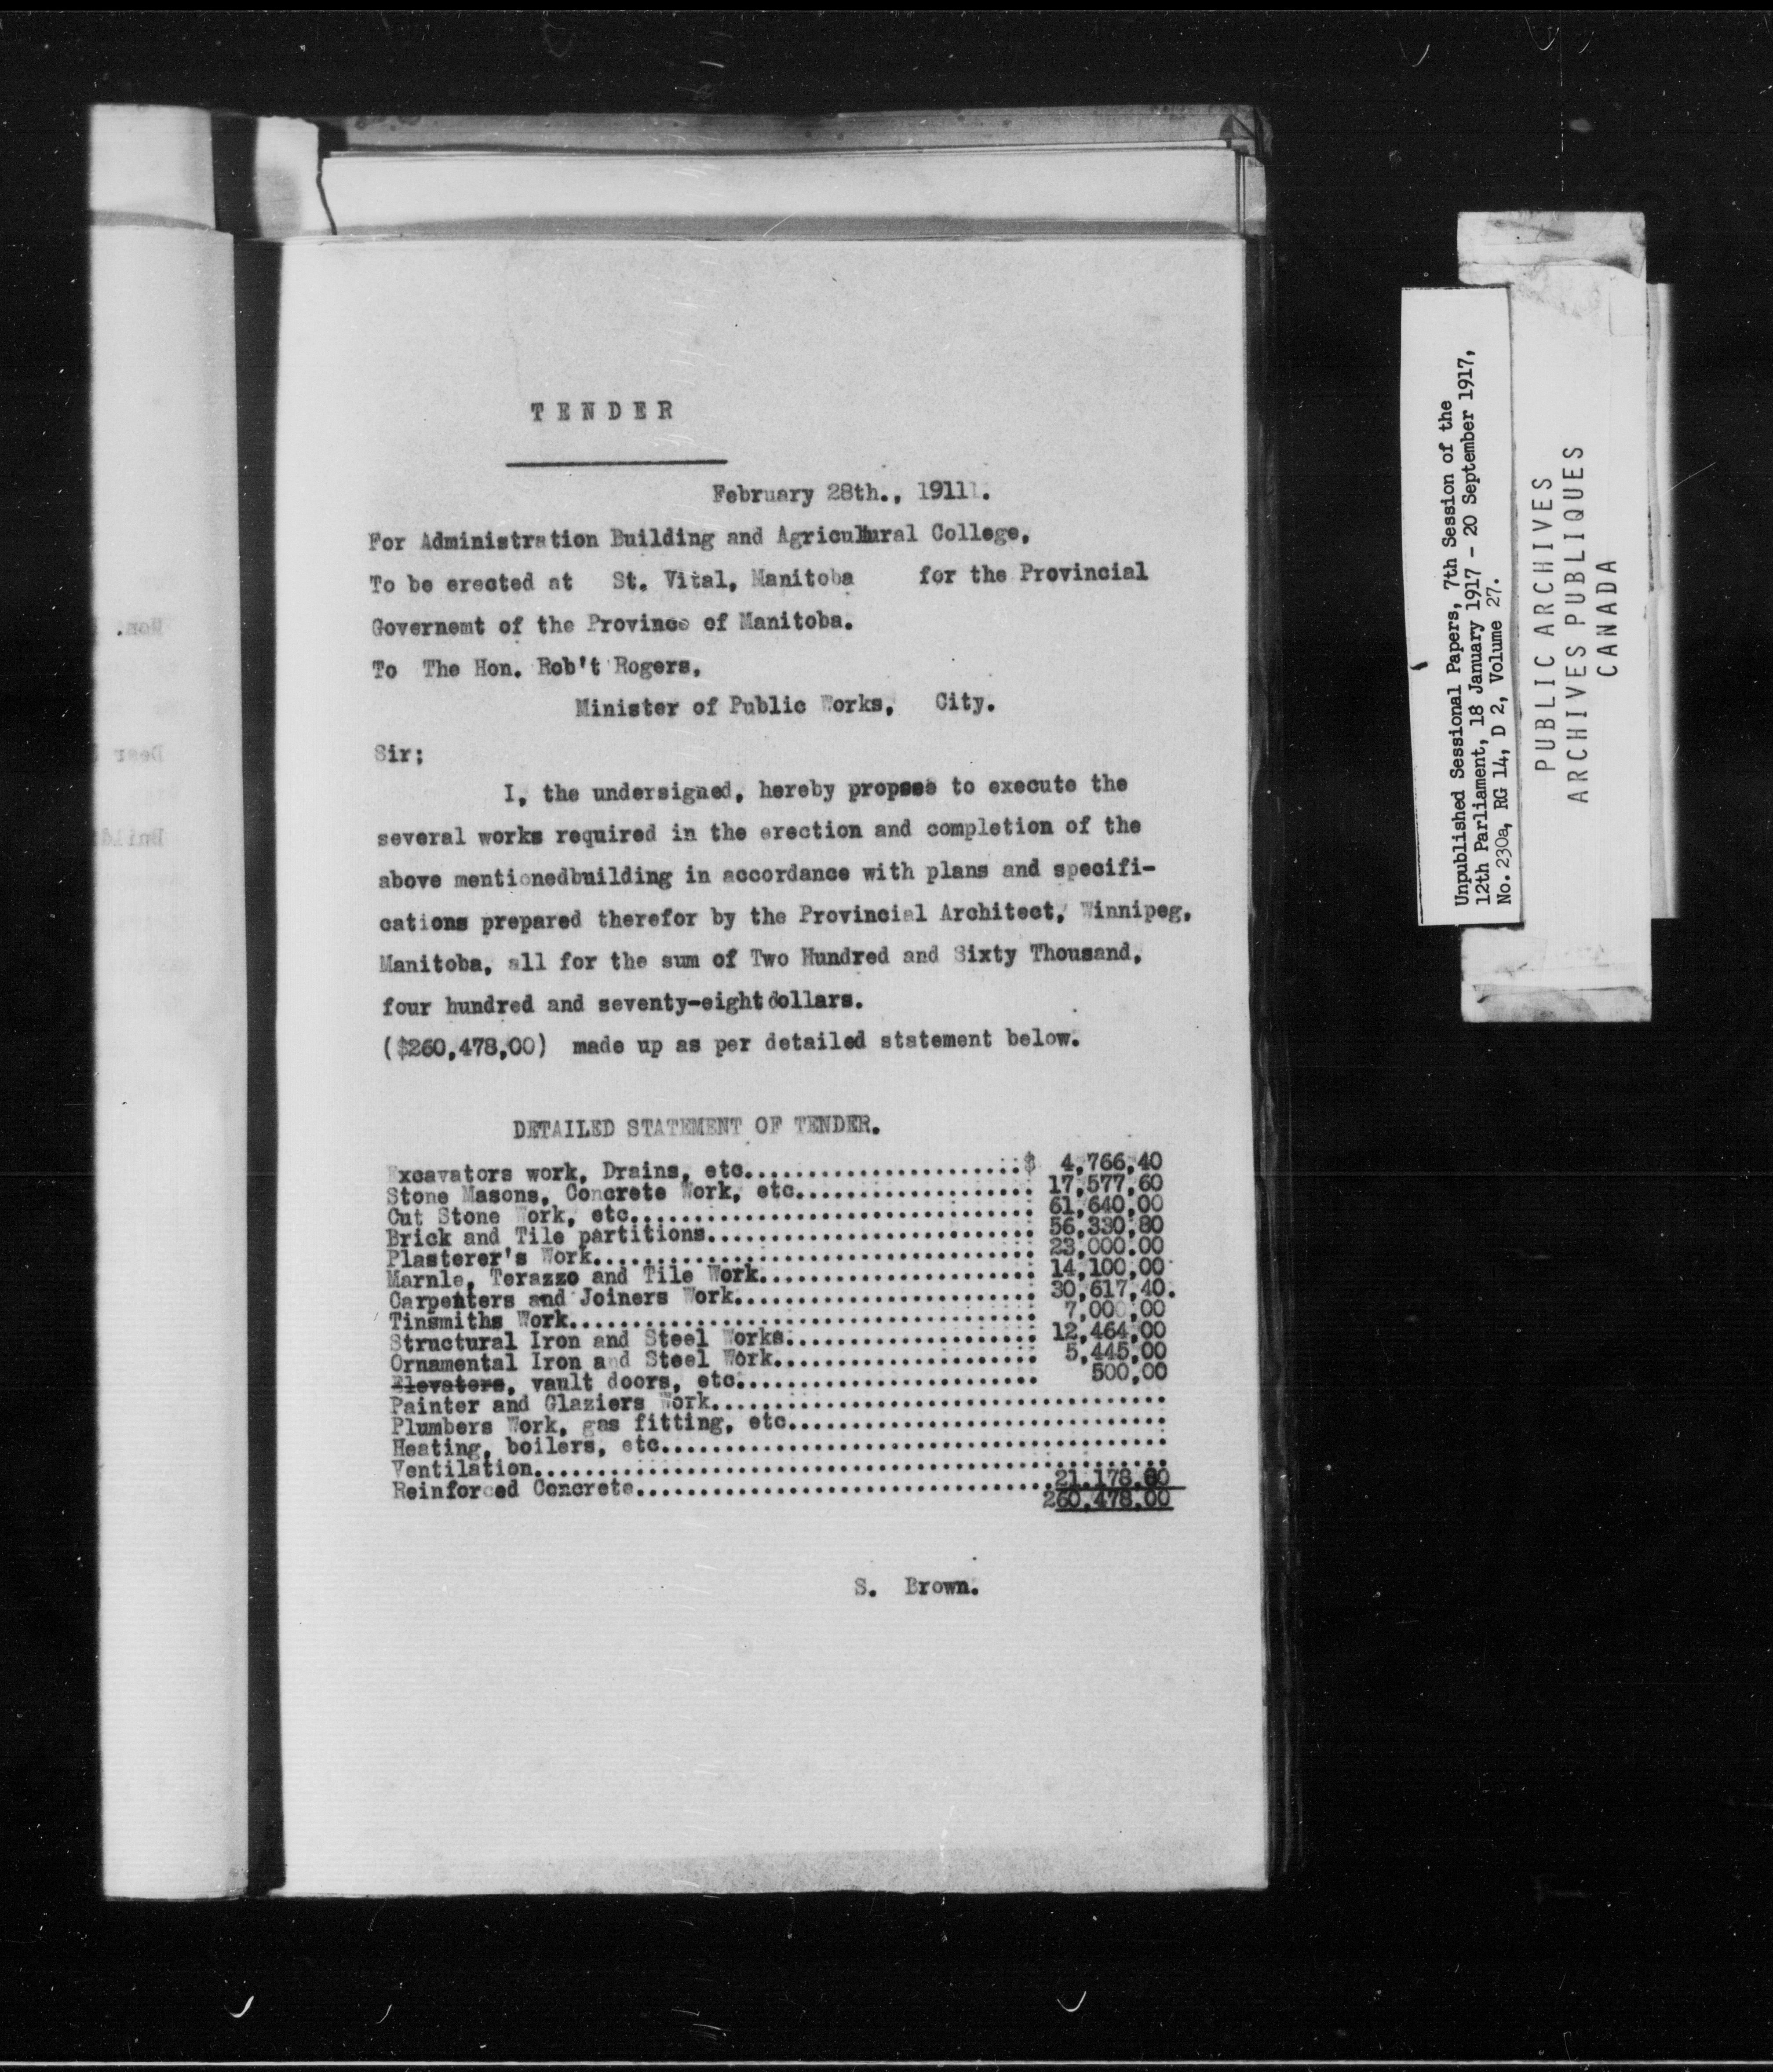 TENDER
February 28th., 1911.
For Administration Building and Agricultural College,
To be erected at St. Vital, Manitoba for the Provincial
Governemt of the Province of Manitoba.
To The Hon. Rob't Rogers,
Minister of Public Works, City.
Sir;
I, the undersigned, hereby propose to execute the
several works required in the erection and completion of the
above mentionedbuilding in accordance with plans and specifi-
cations prepared therefor by the Provincial Architect, Winnipeg,
Manitoba, all for the sum of Two Hundred and Sixty Thousand,
four hundred and seventy-eight dollars.
($260,478,00) made up as per detailed statement below.
DETAILED STATEMENT OF TENDER.
Excavators work, Drains, etc......................$ 4,766,40
Stone Masons, Concrete Work, etc................... 17,577,60
Cut Stone Work, etc................................ 61,640,00
Brick and Tile partitions.......................... 56,330,80
Plasterer's Work................................... 23,000.00
Marnle, Terazzo and Tile Work...................... 14,100,00
Carpenters and Joiners Work........................ 30,617,40.
Tinsmiths Work..................................... 7,000,00
Structural Iron and Steel Works.................... 12,464,00
Ornamental Iron and Steel Work..................... 5,445,00
Elevators, vault doors, etc........................ 500,00
Painter and Glaziers Work....................................
Plumbers Work, gas fitting, etc..............................
Heating, boilers, etc........................................
Ventilation..................................................
Reinforced Concrete.................................21,178,
260,478,00
S. Brown.
Unpublished Sessional Papers, 7th Session of the
12th Parliament, 18 January 1917 - 20 September 1917,
No. 230a, RG 14, D 2, Volume 27.
PUBLIC ARCHIVES
ARCHIVES PUBLIQUES
CANADA
Hon.
Dear
Build